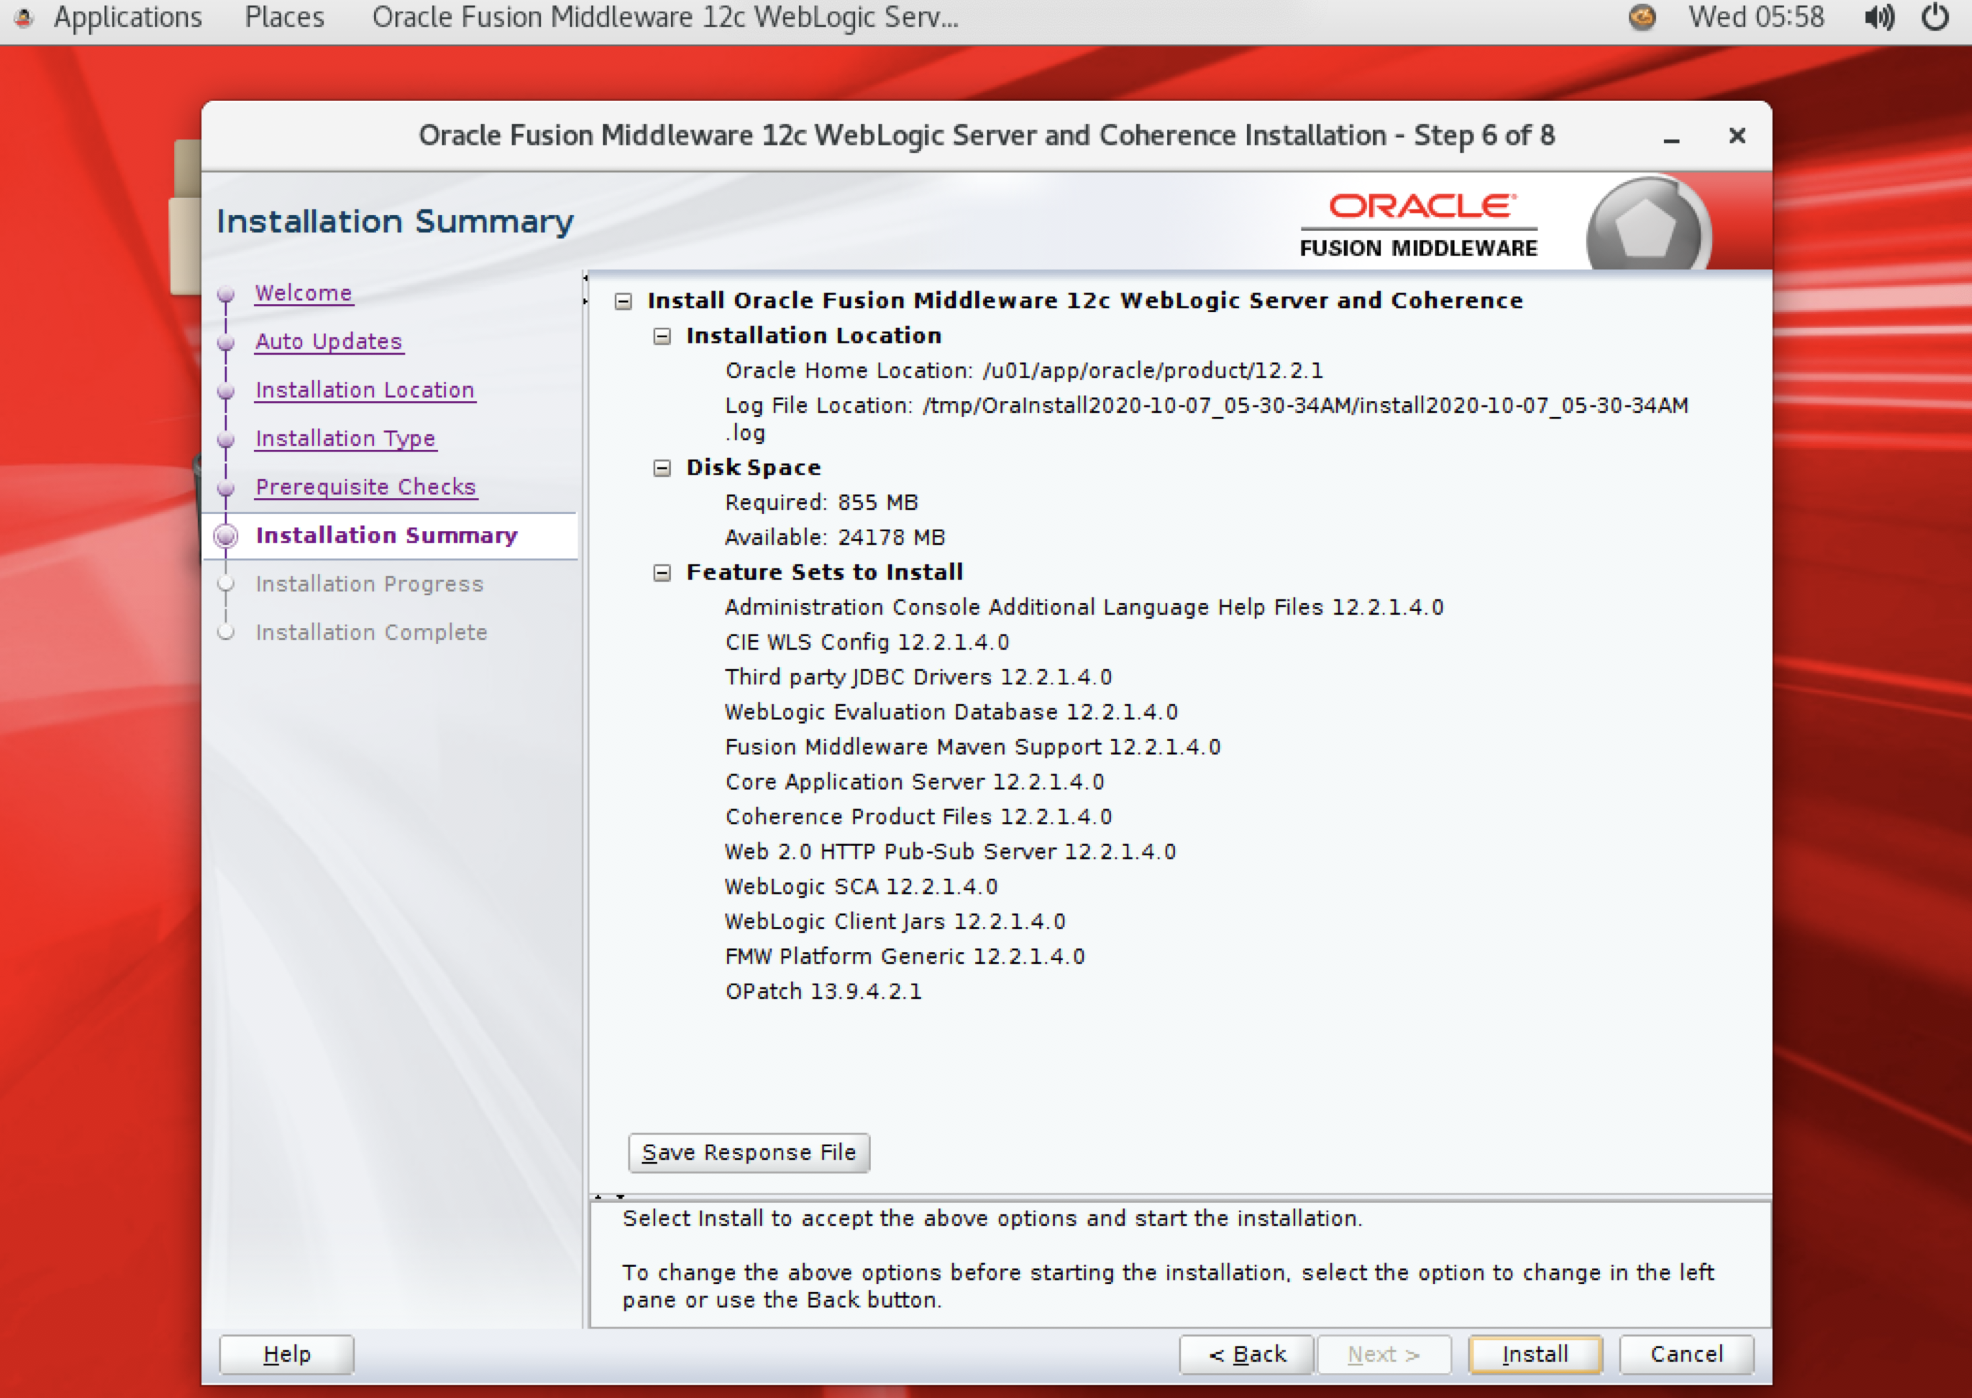 Applications Places Oracle Fusion Middleware 12c WebLogic Serv... Wed 05:58
Oracle Fusion Middleware 12c WebLogic Server and Coherence Installation - Step 6 of 8
Installation Summary
ORACLE
FUSION MIDDLEWARE
Welcome
Auto Updates
Installation Location
Installation Type
Prerequisite Checks
Installation Summary
Installation Progress
Installation Complete
Install Oracle Fusion Middleware 12c WebLogic Server and Coherence
Installation Location
Oracle Home Location: /u01/app/oracle/product/12.2.1
Log File Location: /tmp/OraInstall2020-10-07_05-30-34AM/install2020-10-07_05-30-34AM
.log
Disk Space
Required: 855 MB
Available: 24178 MB
Feature Sets to Install
Administration Console Additional Language Help Files 12.2.1.4.0
CIE WLS Config 12.2.1.4.0
Third party JDBC Drivers 12.2.1.4.0
WebLogic Evaluation Database 12.2.1.4.0
Fusion Middleware Maven Support 12.2.1.4.0
Core Application Server 12.2.1.4.0
Coherence Product Files 12.2.1.4.0
Web 2.0 HTTP Pub-Sub Server 12.2.1.4.0
WebLogic SCA 12.2.1.4.0
WebLogic Client Jars 12.2.1.4.0
FMW Platform Generic 12.2.1.4.0
OPatch 13.9.4.2.1
Save Response File
Select Install to accept the above options and start the installation.
To change the above options before starting the installation, select the option to change in the left
pane or use the Back button.
Help < Back Next > Install Cancel